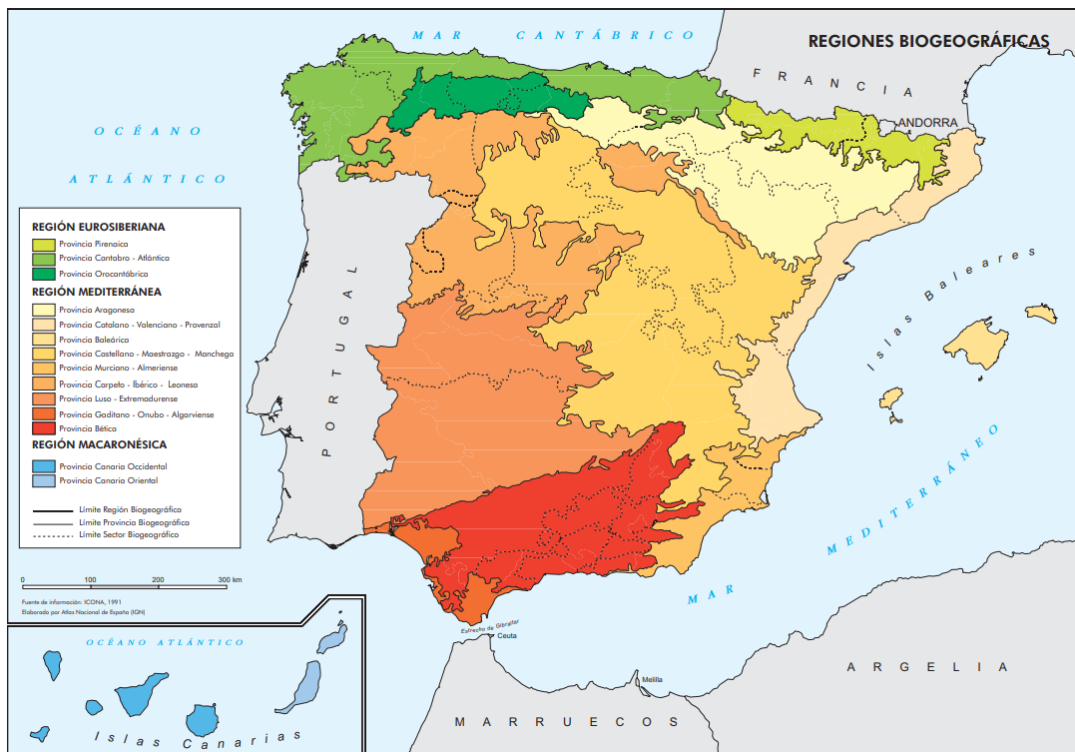 MAR CANTÁBRICO
REGIONES BIOGEOGRÁFICAS
FRANCIA
ANDORRA
OCÉANO
ATLÁNTICO
REGIÓN EUROSIBERIANA
Provincia Pirenaica
Provincia Cantabro - Atlántica
Provincia Orocantábrica
REGIÓN MEDITERRÁNEA
Provincia Aragonesa
Provincia Catalano - Valenciano - Provenzal
Provincia Baleárica
Provincia Castellano - Maestrazgo - Manchega
Provincia Murciano - Almeriense
Provincia Carpeto - Ibérico - Leonesa
Provincia Luso - Extremadurense
Provincia Gaditano - Onubo - Algarviense
Provincia Bética
REGIÓN MACARONÉSICA
Provincia Canaria Occidental
Provincia Canaria Oriental
Límite Región Biogeográfica
Límite Provincia Biogeográfica
Límite Sector Biogeográfico
0 100 200 300 km
Fuente de información: ICONA, 1991
Elaborado por Atlas Nacional de España (IGN)
PORTUGAL
Islas Baleares
MAR MEDITERRÁNEO
Estrecho de Gibraltar
Ceuta
Melilla
MARRUECOS
ARGELIA
OCÉANO ATLÁNTICO
Islas Canarias